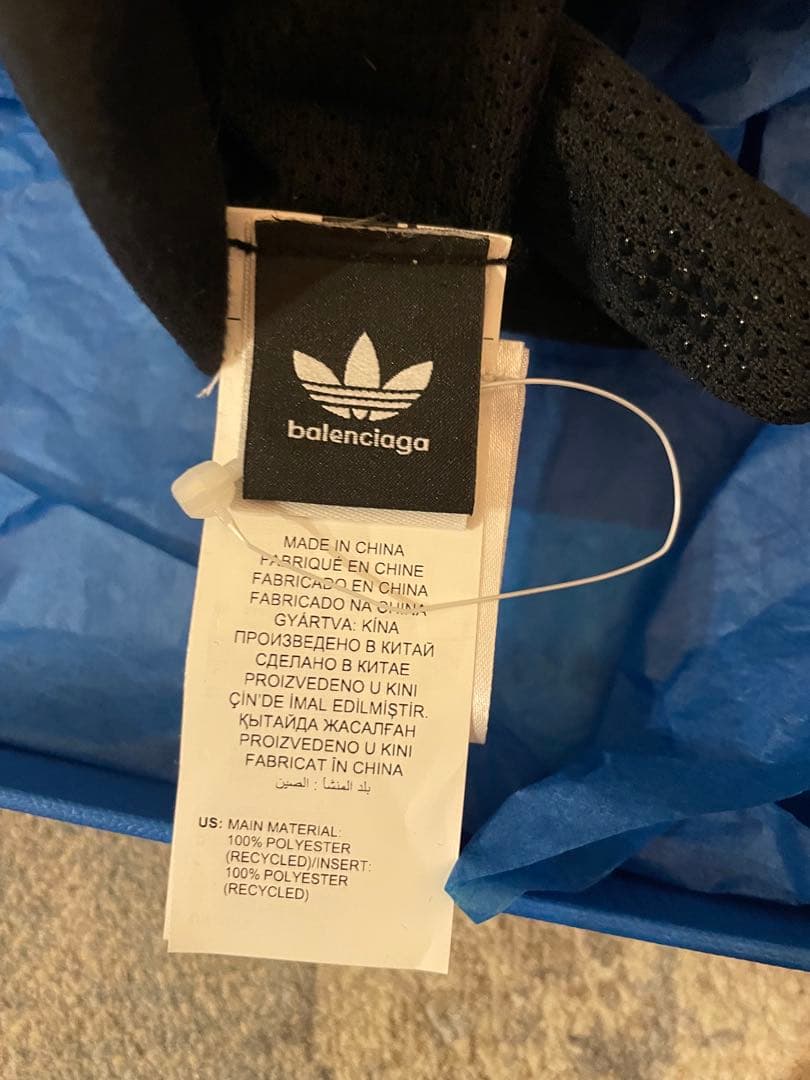 balenciaga
MADE IN CHINA
FABRIQUÉ EN CHINE
FABRICADO EN CHINA
FABRICADO NA CHINA
GYÁRTVA: KÍNA
ПРОИЗВЕДЕНО В КИТАЙ
СДЕЛАНО В КИТАЕ
PROIZVEDENO U KINI
ÇİN'DE İMAL EDİLMİŞTİR.
ҚЫТАЙДА ЖАСАЛҒАН
PROIZVEDENO U KINI
FABRICAT ÎN CHINA
بلد المنشأ : الصين
US: MAIN MATERIAL:
100% POLYESTER
(RECYCLED)/INSERT:
100% POLYESTER
(RECYCLED)